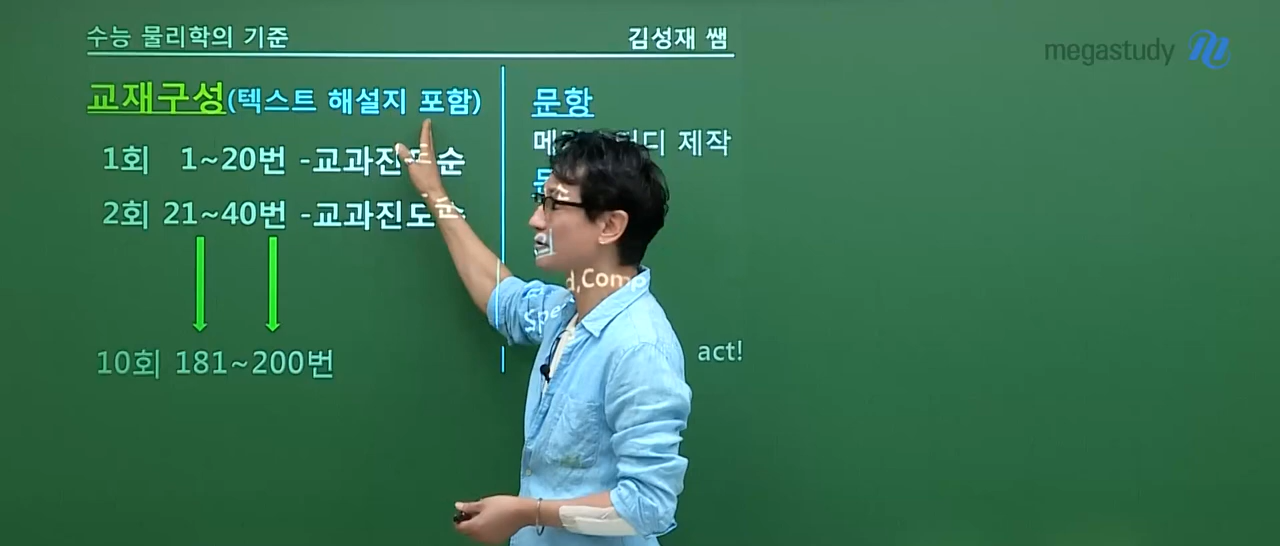 수능 물리학의 기준
김성재 쌤
megastudy
교재구성(텍스트 해설지 포함)
1회 1~20번 -교과진도순
2회 21~40번 -교과진도순
10회 181~200번
문항
제작
act!